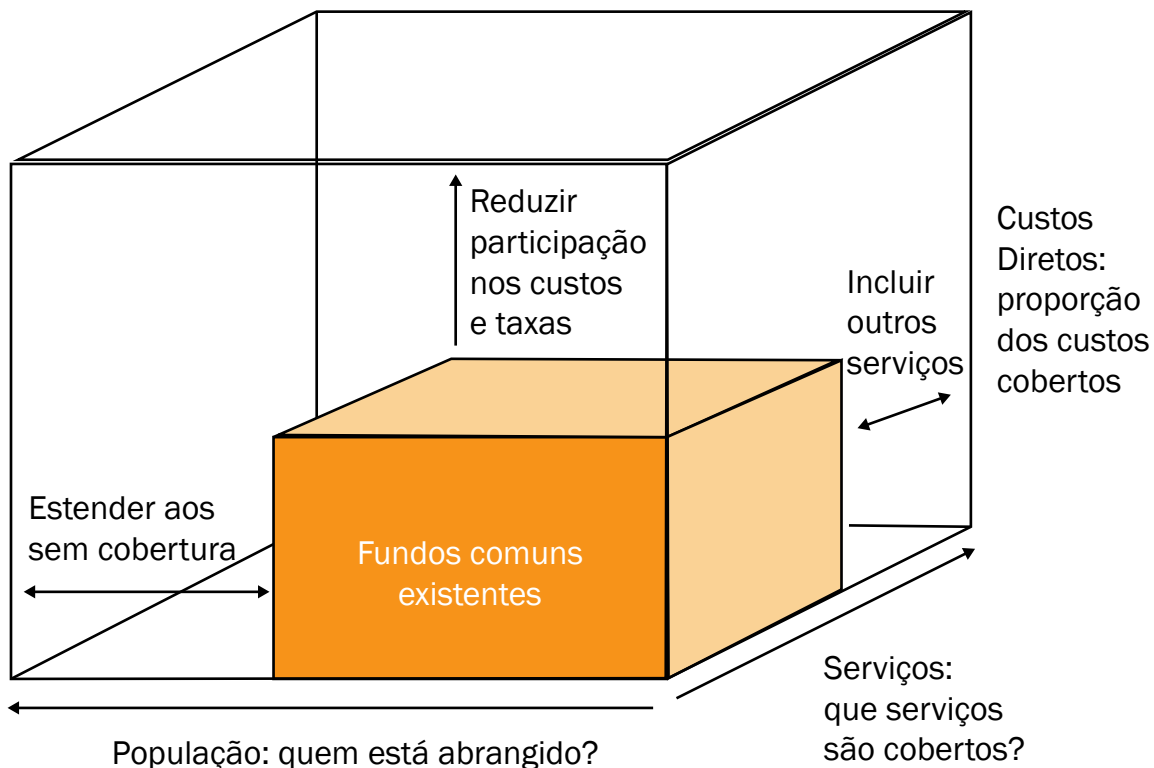 Reduzir
participação
nos custos
e taxas
Incluir
outros
serviços
Custos
Diretos:
proporção
dos custos
cobertos
Estender aos
sem cobertura
Fundos comuns
existentes
Serviços:
que serviços
são cobertos?
População: quem está abrangido?